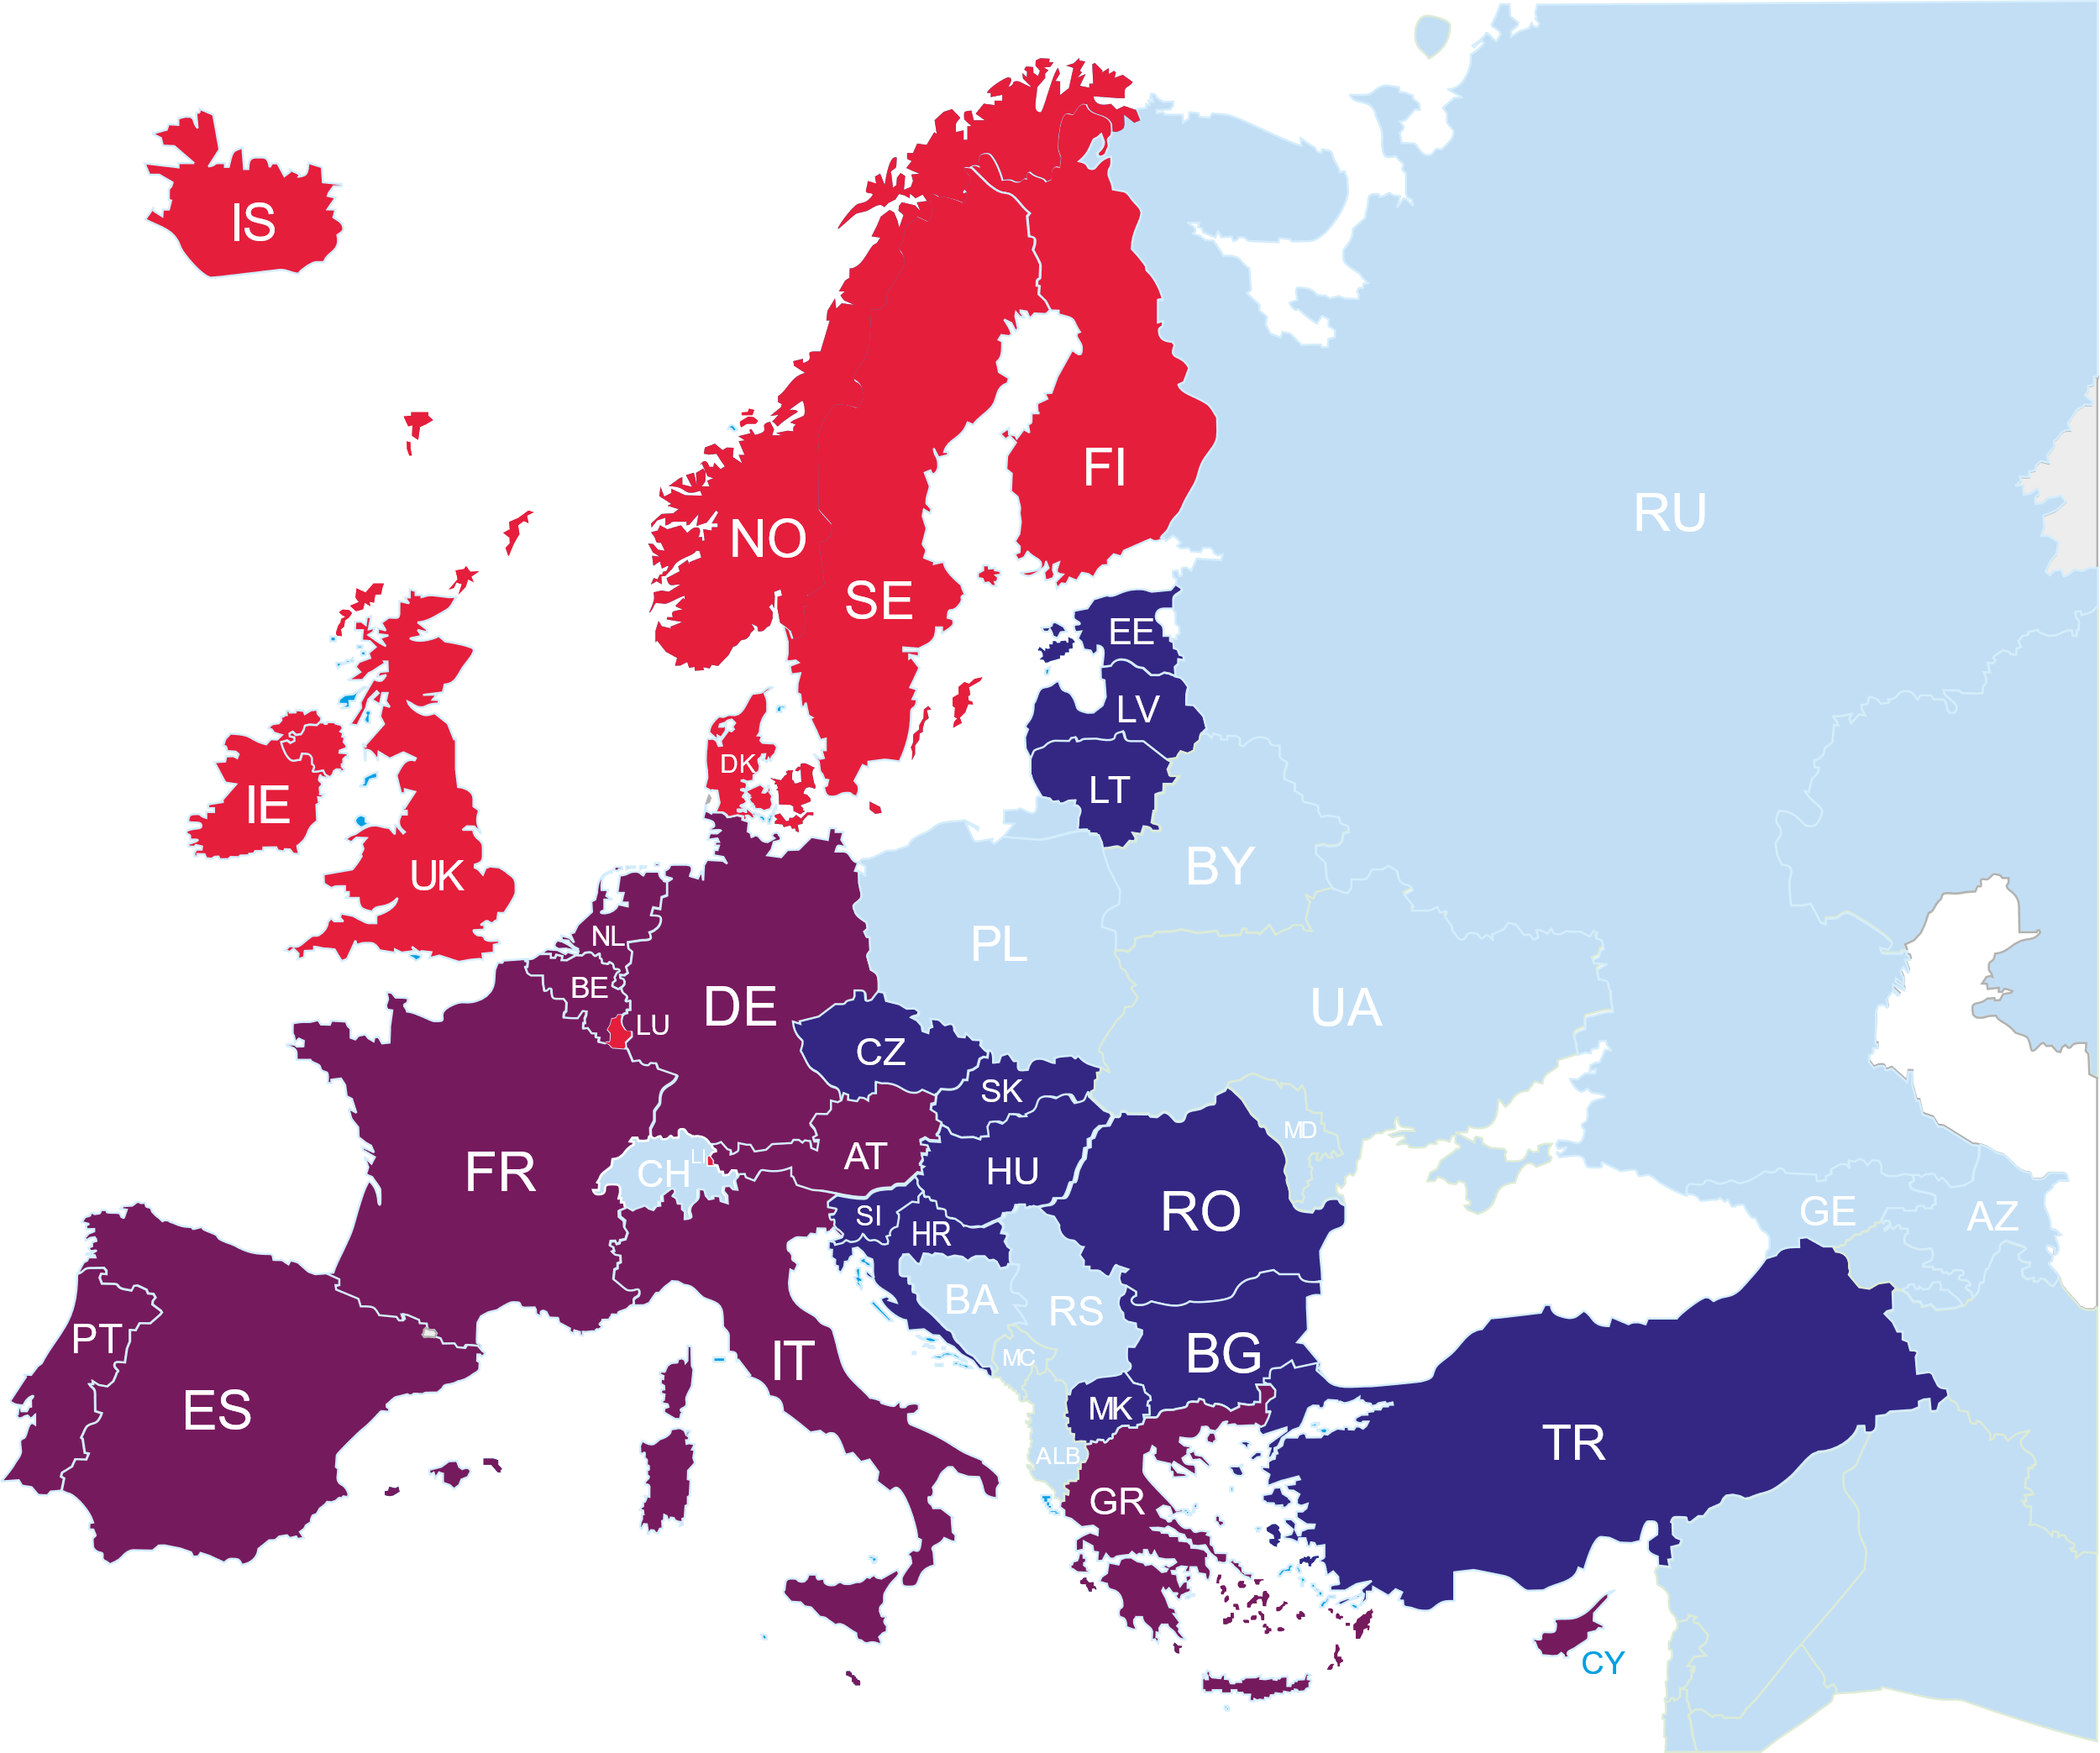 IS
FI
RU
NO
SE
EE
LV
DK
LT
IE
UK
BY
NL
PL
BE
DE
UA
LU
CZ
SK
MD
AT
LI
FR
CH
HU
RO
GE
AZ
SI
HR
BA
RS
PT
IT
MC
BG
ES
MK
TR
ALB
GR
CY